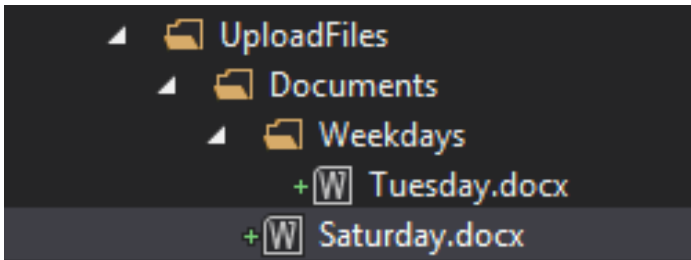 UploadFiles
Documents
Weekdays
Tuesday.docx
Saturday.docx